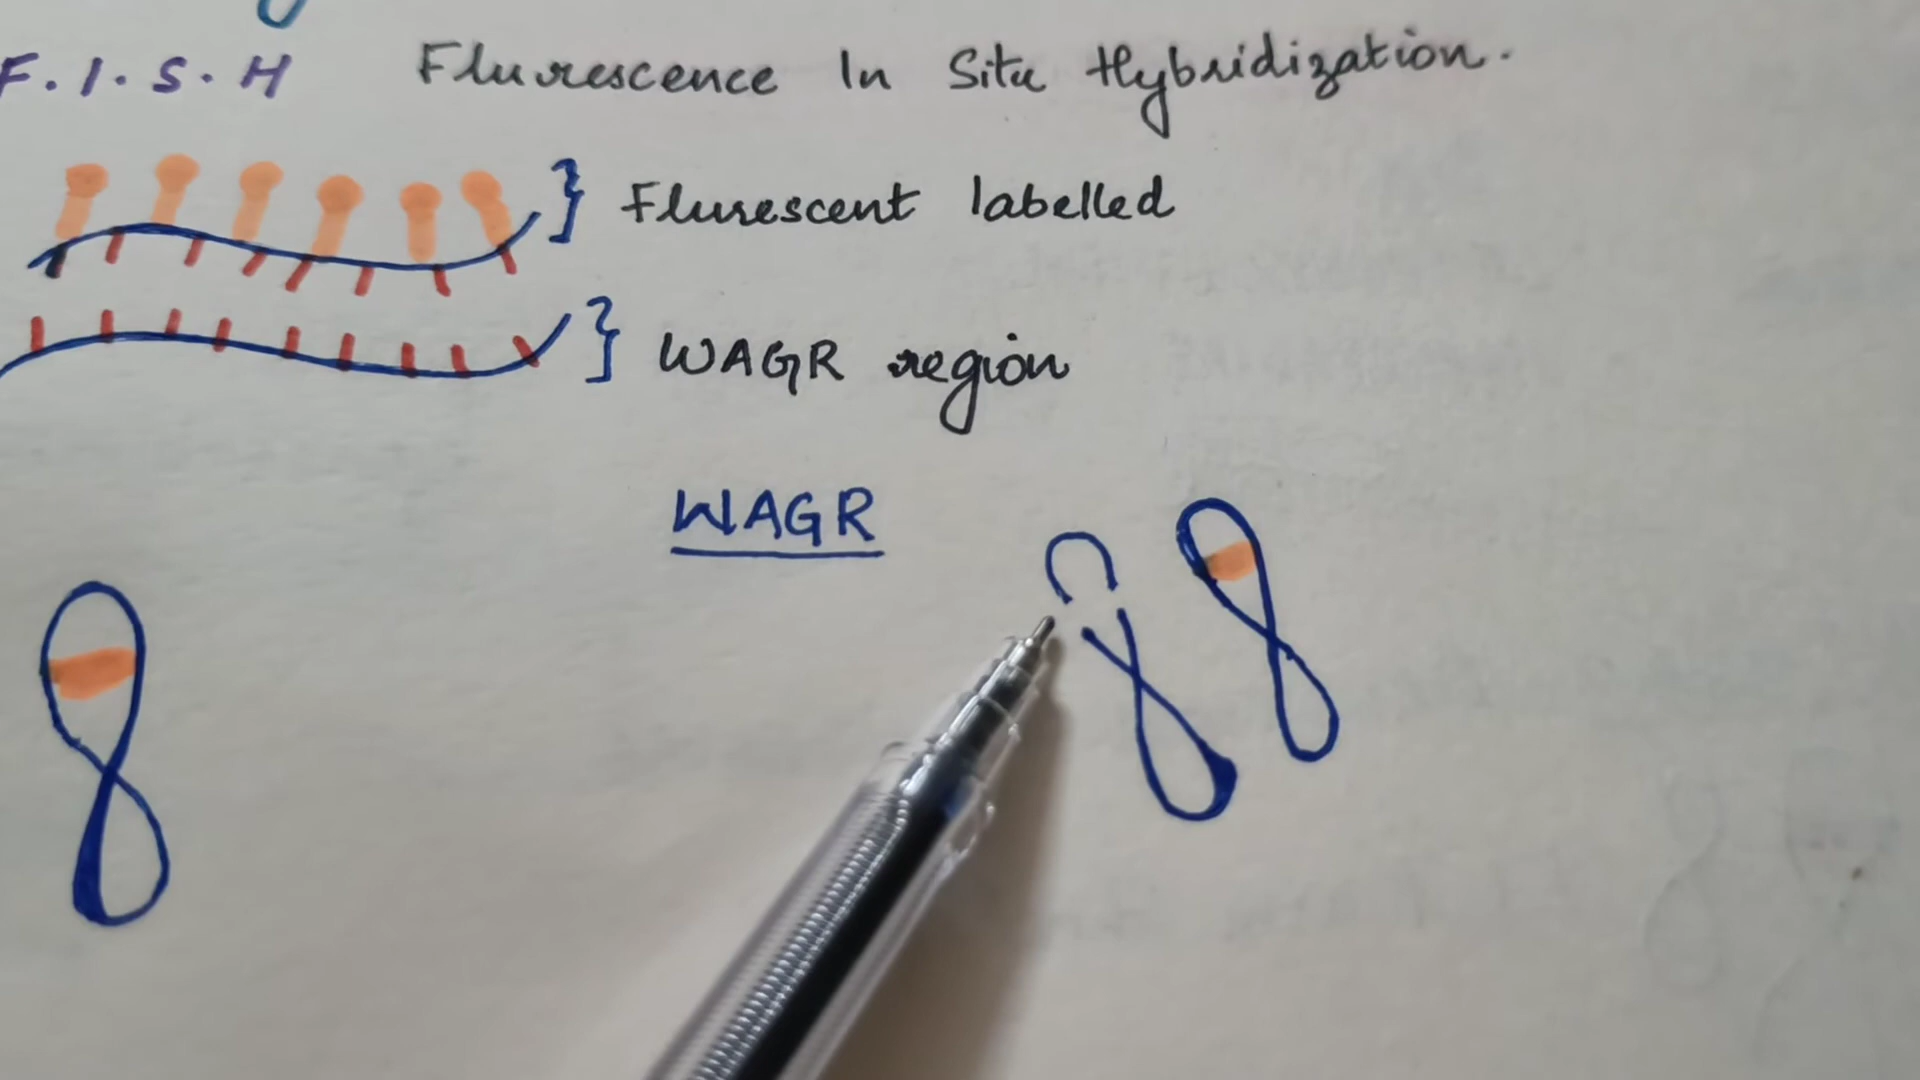 F.I.S.H Flurescence In Situ Hybridization.
Flurescent labelled
WAGR region
WAGR